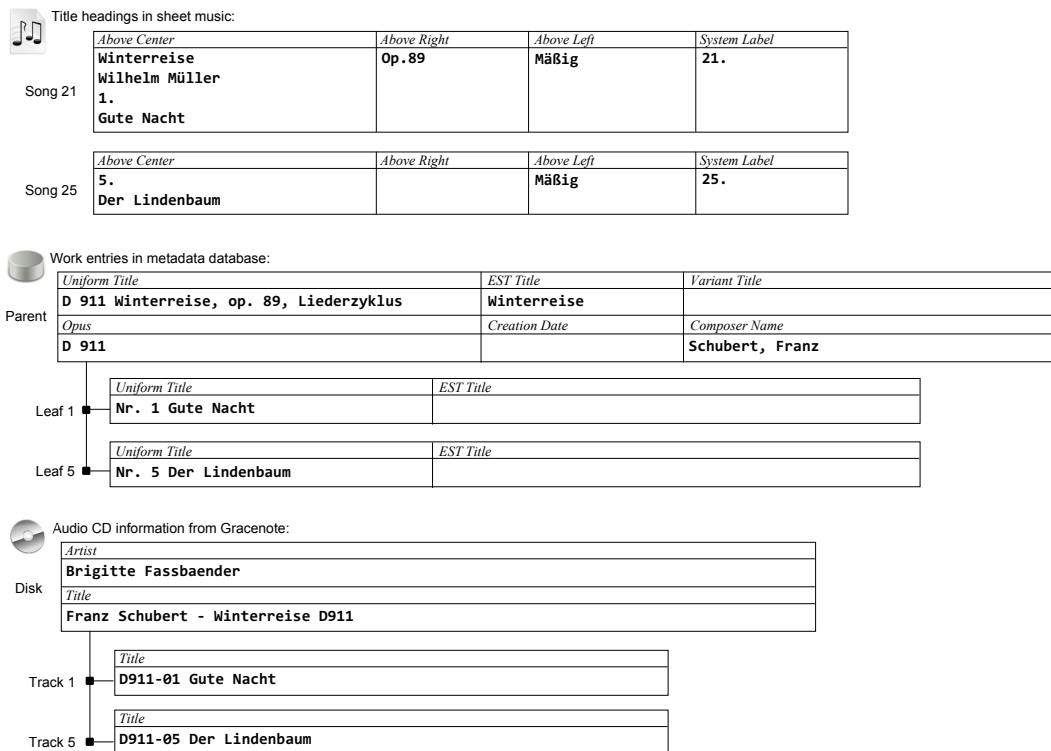 Title headings in sheet music:
Above Center Above Right Above Left System Label
Winterreise Op.89 Mäßig 21.
Wilhelm Müller
Song 21
1.
Gute Nacht
Above Center Above Right Above Left System Label
Song 25 5. Mäßig 25.
Der Lindenbaum
Work entries in metadata database:
Uniform Title EST Title Variant Title
D 911 Winterreise, op. 89, Liederzyklus Winterreise
Parent
Opus Creation Date Composer Name
D 911 Schubert, Franz
Uniform Title EST Title
Leaf 1 Nr. 1 Gute Nacht
Uniform Title EST Title
Leaf 5 Nr. 5 Der Lindenbaum
Audio CD information from Gracenote:
Artist
Brigitte Fassbaender
Disk
Title
Franz Schubert - Winterreise D911
Title
Track 1 D911-01 Gute Nacht
Title
Track 5 D911-05 Der Lindenbaum